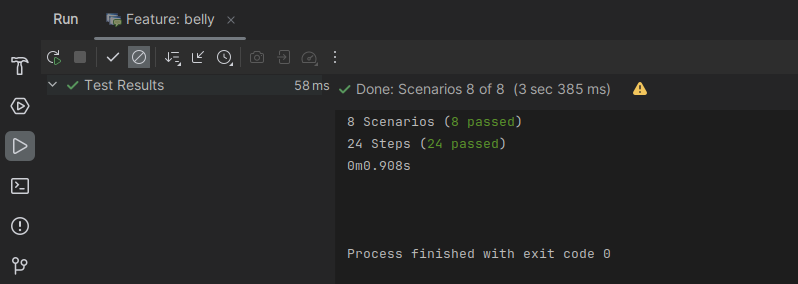 Run Feature: belly
Test Results 58 ms
Done: Scenarios 8 of 8 (3 sec 385 ms)
8 Scenarios (8 passed)
24 Steps (24 passed)
0m0.908s
Process finished with exit code 0